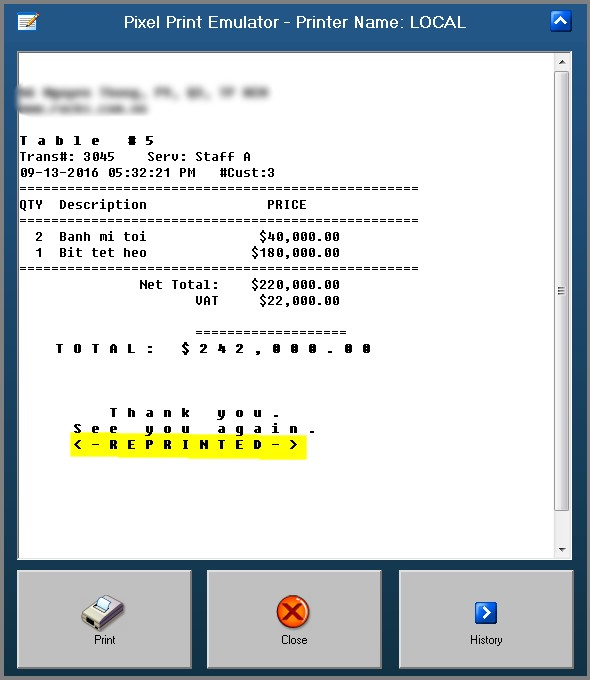 Pixel Print Emulator - Printer Name: LOCAL
Table #5
Trans#: 3045 Serv: Staff A
09-13-2016 05:32:21 PM #Cust:3
==================================================
QTY Description PRICE
==================================================
2 Banh mi toi $40,000.00
1 Bit tet heo $180,000.00
==================================================
Net Total: $220,000.00
VAT $22,000.00
===================
TOTAL: $242,000.00
Thank you.
See you again.
<-REPRINTED->
Print Close History